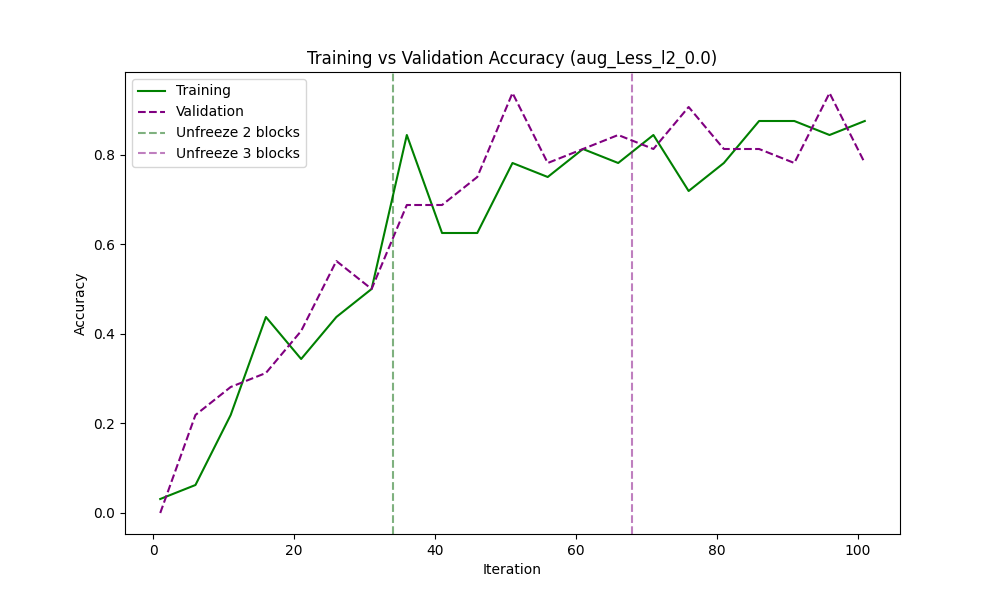 Training vs Validation Accuracy (aug_Less_l2_0.0)
Training
Validation
Unfreeze 2 blocks
Unfreeze 3 blocks
Accuracy
0.8
0.6
0.4
0.2
0.0
0 20 40 60 80 100
Iteration